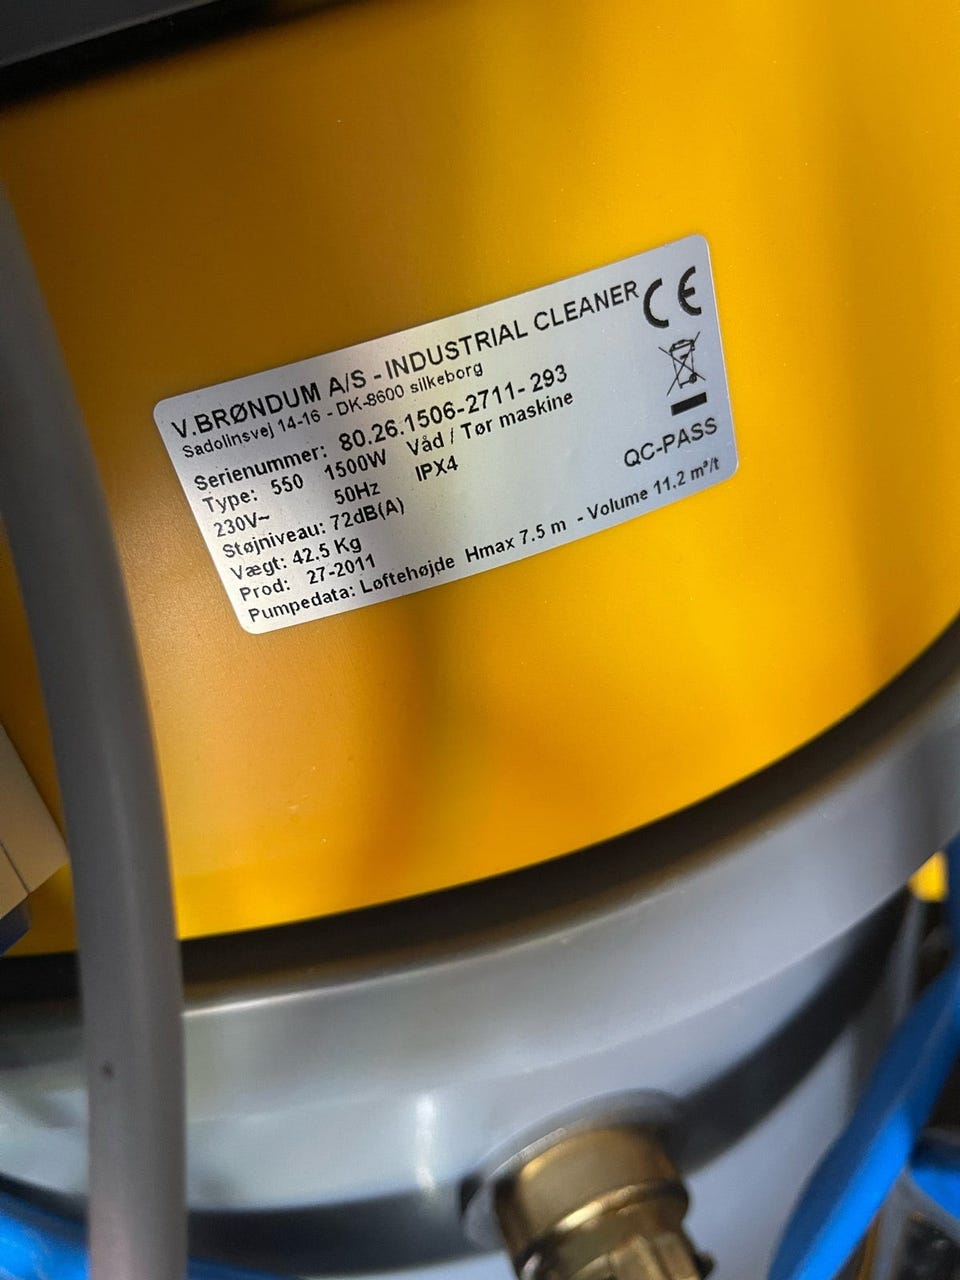 V.BRØNDUM A/S - INDUSTRIAL CLEANER CE
Sadolinsvej 14-16 - DK-8600 silkeborg
Serienummer: 80.26.1506-2711- 293
Type: 550 1500W Våd / Tør maskine
230V~ 50Hz IPX4
Støjniveau: 72dB(A)
Vægt: 42.5 Kg
Prod: 27-2011
QC-PASS
Pumpedata: Løftehøjde Hmax 7.5 m - Volume 11.2 m³/t